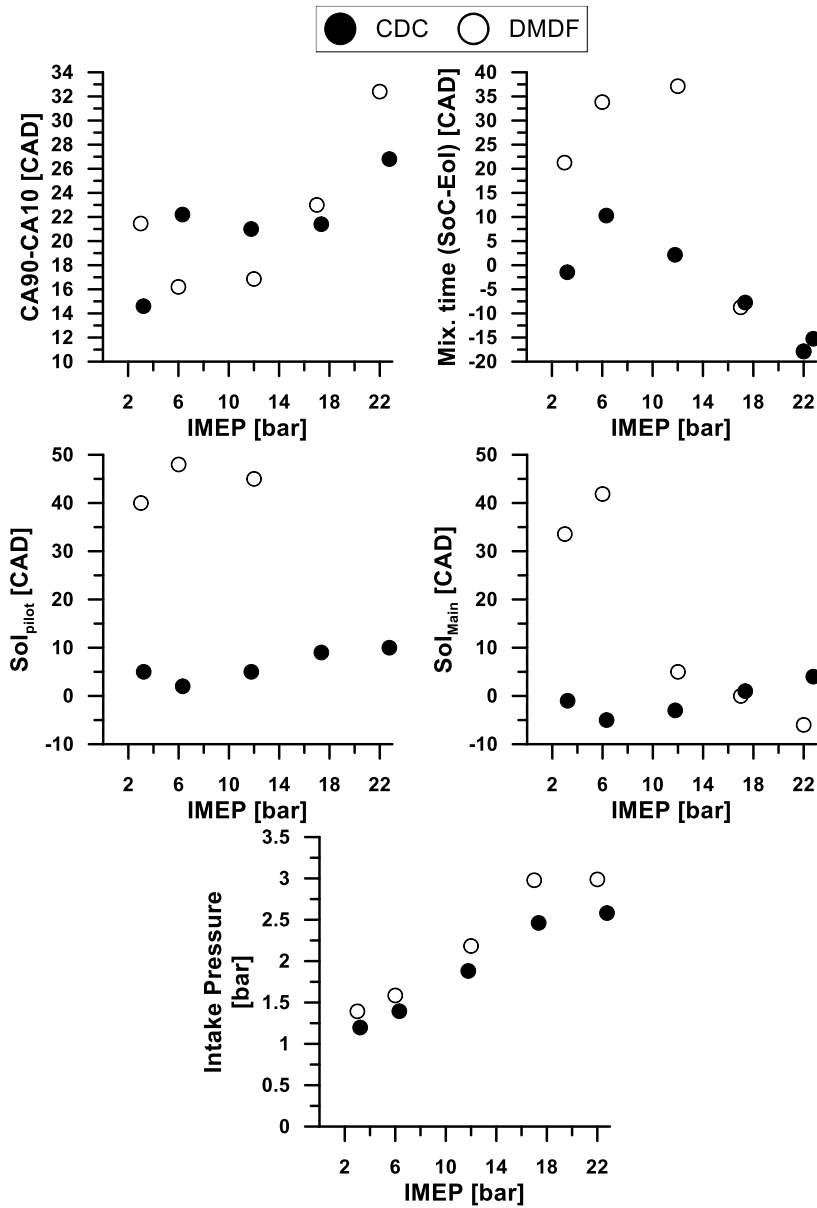 CDC DMDF
CA90-CA10 [CAD]
34
32
28
26
24
22
21
18
16
14
12
10
2 6 10 14 18 22
IMEP [bar]
Mix. time (SoC-EoI) [CAD]
40
35
30
25
20
15
10
5
0
-5
-10
-15
-20
2 6 10 14 18 22
IMEP [bar]
SoIpilot [CAD]
50
40
30
20
10
0
-10
2 6 10 14 18 22
IMEP [bar]
SoIMain [CAD]
50
40
30
20
10
0
-10
2 6 10 14 18 22
IMEP [bar]
Intake Pressure
[bar]
3.5
3
2.5
2
1.5
1
0.5
0
2 6 10 14 18 22
IMEP [bar]